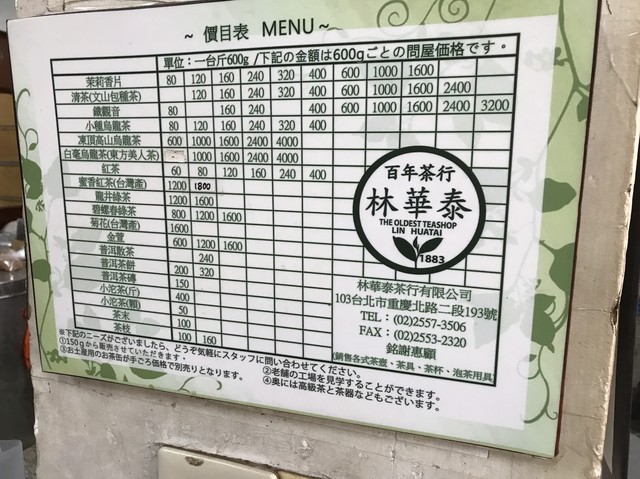 ~ 價目表 MENU ~
單位：一台斤600g /下記の金額は600gごとの問屋価格です。
茉莉香片 80 120 160 240 320 400 600 1000 1600
清茶(文山包種茶) 120 160 240 320 400 600 1000 1600 2400
鐵觀音 80 160 240 400 600 1000 1600 2400 3200
小種烏龍茶 80 120 160 240 320 400
凍頂高山烏龍茶 600 1000 1600 2400 4000
白毫烏龍茶(東方美人茶) 1000 1600 2400 4000
紅茶 60 80 120 160 240 400
蜜香紅茶(台灣產) 1200 1800
龍井綠茶 1200 1600
碧螺春綠茶 800 1200 1600
菊花(台灣產) 1600
金萱 600 1200 1600
普洱散茶 240
普洱茶餅 200 320
普洱茶磚 150
小沱茶(斤) 400
小沱茶(顆) 50
茶末 100
茶枝 100 160
百年茶行
林華泰
THE OLDEST TEASHOP
LIN HUATAI
1883
林華泰茶行有限公司
103台北市重慶北路二段193號
TEL：(02)2557-3506
FAX：(02)2553-2320
銘謝惠顧
(銷售各式茶壺、茶具、茶杯、泡茶用具)
※下記のニーズがございましたら、どうぞ気軽にスタッフに問い合わせてください。
①150gから販売させていただきます。 ②老舗の工場を見学することができます。
③お土産用のお茶缶が手ごろ価格で別売りとなります。 ④奥には高級茶と茶器などもございます。